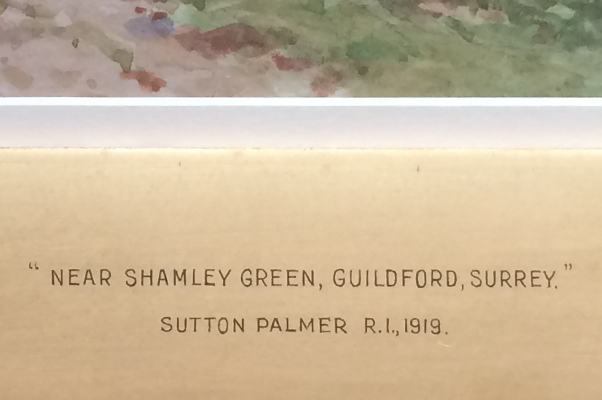 “ NEAR SHAMLEY GREEN, GUILDFORD, SURREY.”
SUTTON PALMER R.I., 1919.